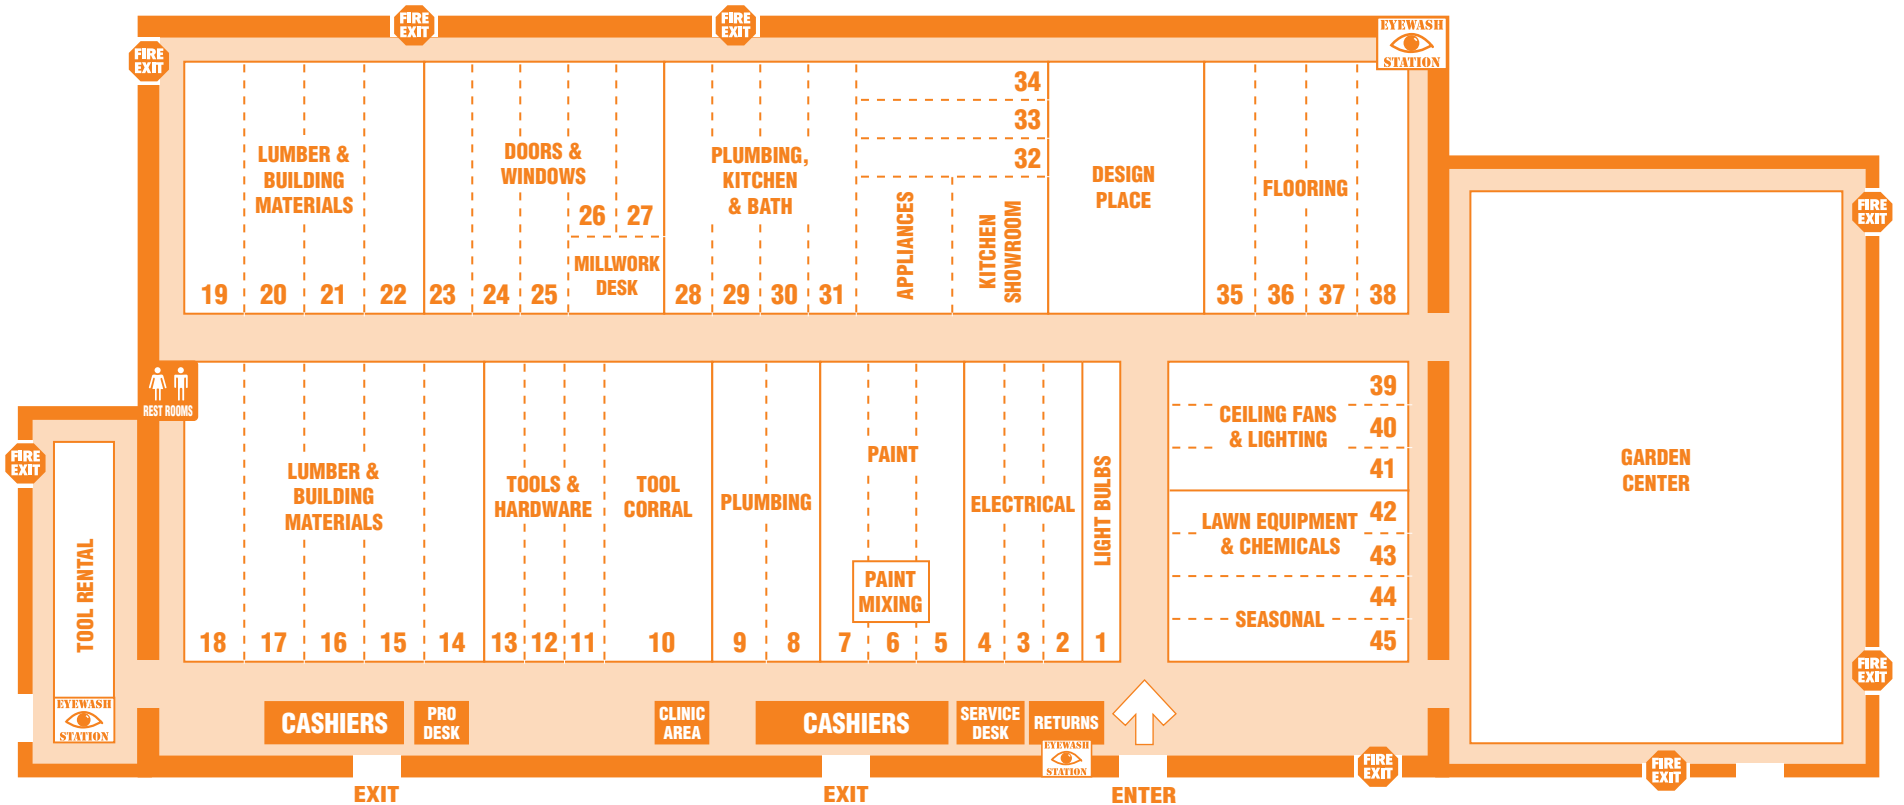 FIRE
EXIT
FIRE
EXIT
FIRE
EXIT
EYEWASH
STATION
LUMBER &
BUILDING
MATERIALS
19
20
21
22
DOORS &
WINDOWS
26
27
MILLWORK
DESK
23
24
25
PLUMBING,
KITCHEN
& BATH
28
29
30
31
34
33
32
APPLIANCES
KITCHEN
SHOWROOM
DESIGN
PLACE
FLOORING
35
36
37
38
FIRE
EXIT
REST ROOMS
FIRE
EXIT
TOOL RENTAL
EYEWASH
STATION
LUMBER &
BUILDING
MATERIALS
18
17
16
15
14
TOOLS &
HARDWARE
13
12
11
TOOL
CORRAL
10
PLUMBING
9
8
PAINT
PAINT
MIXING
7
6
5
ELECTRICAL
4
3
2
LIGHT BULBS
1
39
CEILING FANS
& LIGHTING
40
41
42
LAWN EQUIPMENT
& CHEMICALS
43
44
SEASONAL
45
GARDEN
CENTER
FIRE
EXIT
CASHIERS
PRO
DESK
CLINIC
AREA
CASHIERS
SERVICE
DESK
RETURNS
EYEWASH
STATION
FIRE
EXIT
FIRE
EXIT
EXIT
EXIT
ENTER